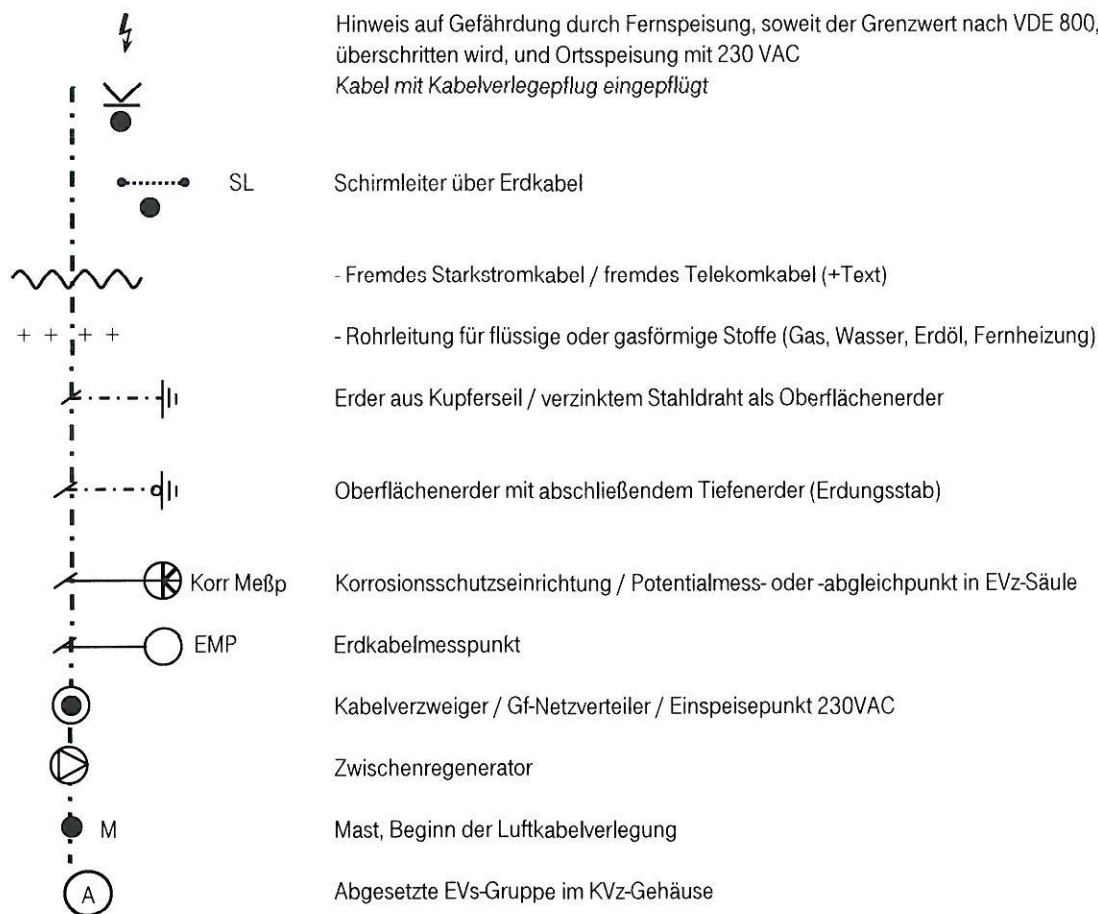 Hinweis auf Gefährdung durch Fernspeisung, soweit der Grenzwert nach VDE 800,
überschritten wird, und Ortsspeisung mit 230 VAC
Kabel mit Kabelverlegepflug eingepflügt
SL Schirmleiter über Erdkabel
- Fremdes Starkstromkabel / fremdes Telekomkabel (+Text)
+ + + + - Rohrleitung für flüssige oder gasförmige Stoffe (Gas, Wasser, Erdöl, Fernheizung)
Erder aus Kupferseil / verzinktem Stahldraht als Oberflächenerder
Oberflächenerder mit abschließendem Tiefenerder (Erdungsstab)
Korr Meßp Korrosionsschutzeinrichtung / Potentialmess- oder -abgleichpunkt in EVz-Säule
EMP Erdkabelmesspunkt
Kabelverzweiger / Gf-Netzverteiler / Einspeisepunkt 230VAC
Zwischenregenerator
M Mast, Beginn der Luftkabelverlegung
A Abgesetzte EVs-Gruppe im KVz-Gehäuse